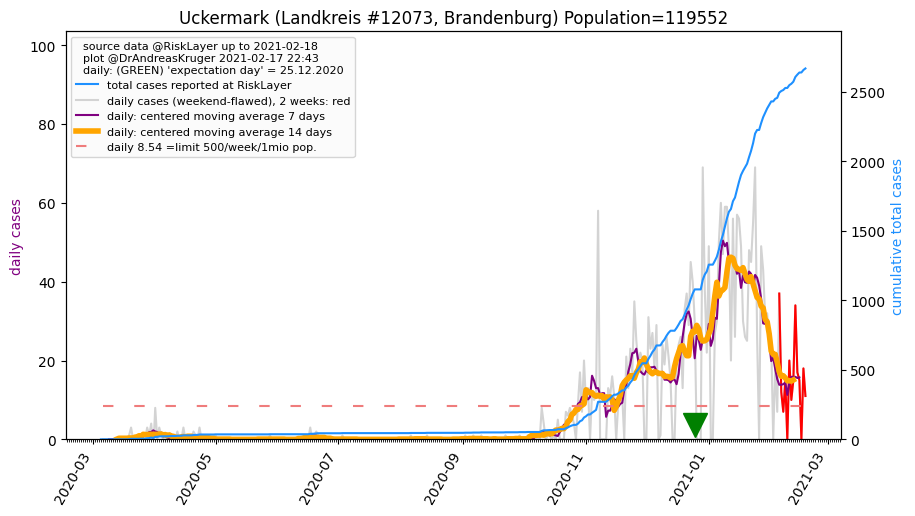 Uckermark (Landkreis #12073, Brandenburg) Population=119552
source data @RiskLayer up to 2021-02-18
plot @DrAndreasKruger 2021-02-17 22:43
daily: (GREEN) 'expectation day' = 25.12.2020
total cases reported at RiskLayer
daily cases (weekend-flawed), 2 weeks: red
daily: centered moving average 7 days
daily: centered moving average 14 days
daily 8.54 =limit 500/week/1mio pop.
daily cases
100
80
60
40
20
0
cumulative total cases
2500
2000
1500
1000
500
0
2020-03
2020-05
2020-07
2020-09
2020-11
2021-01
2021-03